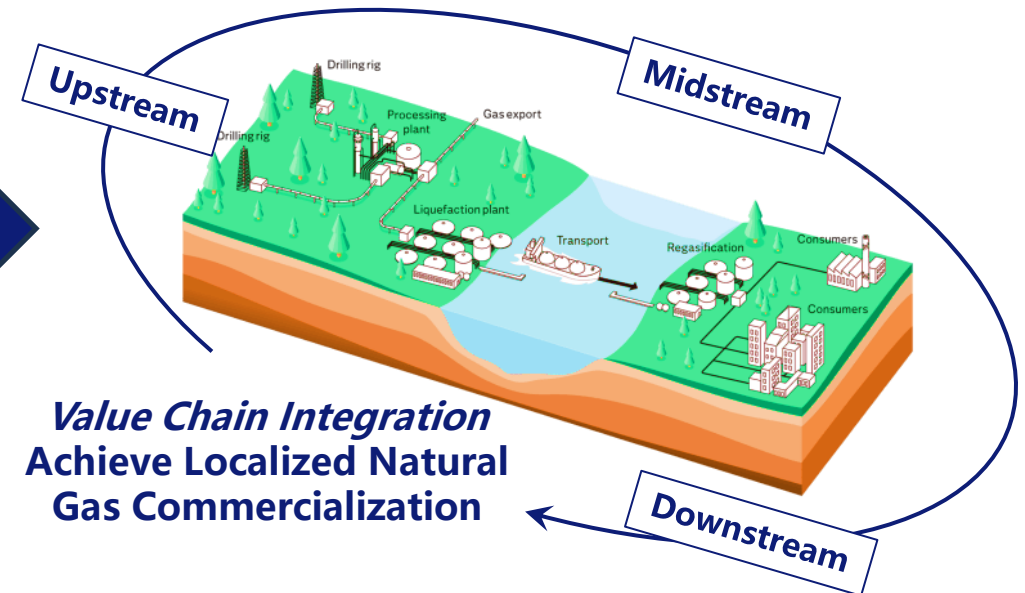 Upstream
Midstream
Drilling rig
Processing
plant
Gas export
Drilling rig
Liquefaction plant
Transport
Regasification
Consumers
Consumers
Value Chain Integration
Achieve Localized Natural
Gas Commercialization
Downstream